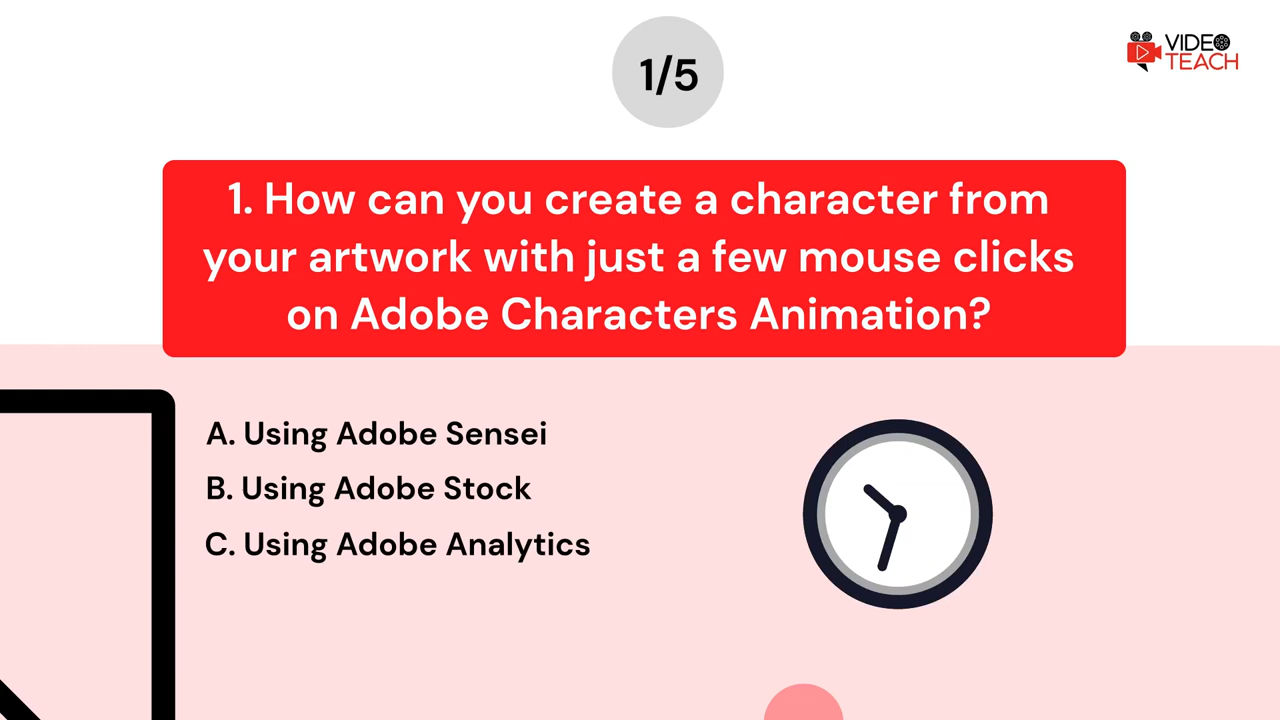 1/5
VIDEO
TEACH
1. How can you create a character from
your artwork with just a few mouse clicks
on Adobe Characters Animation?
A. Using Adobe Sensei
B. Using Adobe Stock
C. Using Adobe Analytics